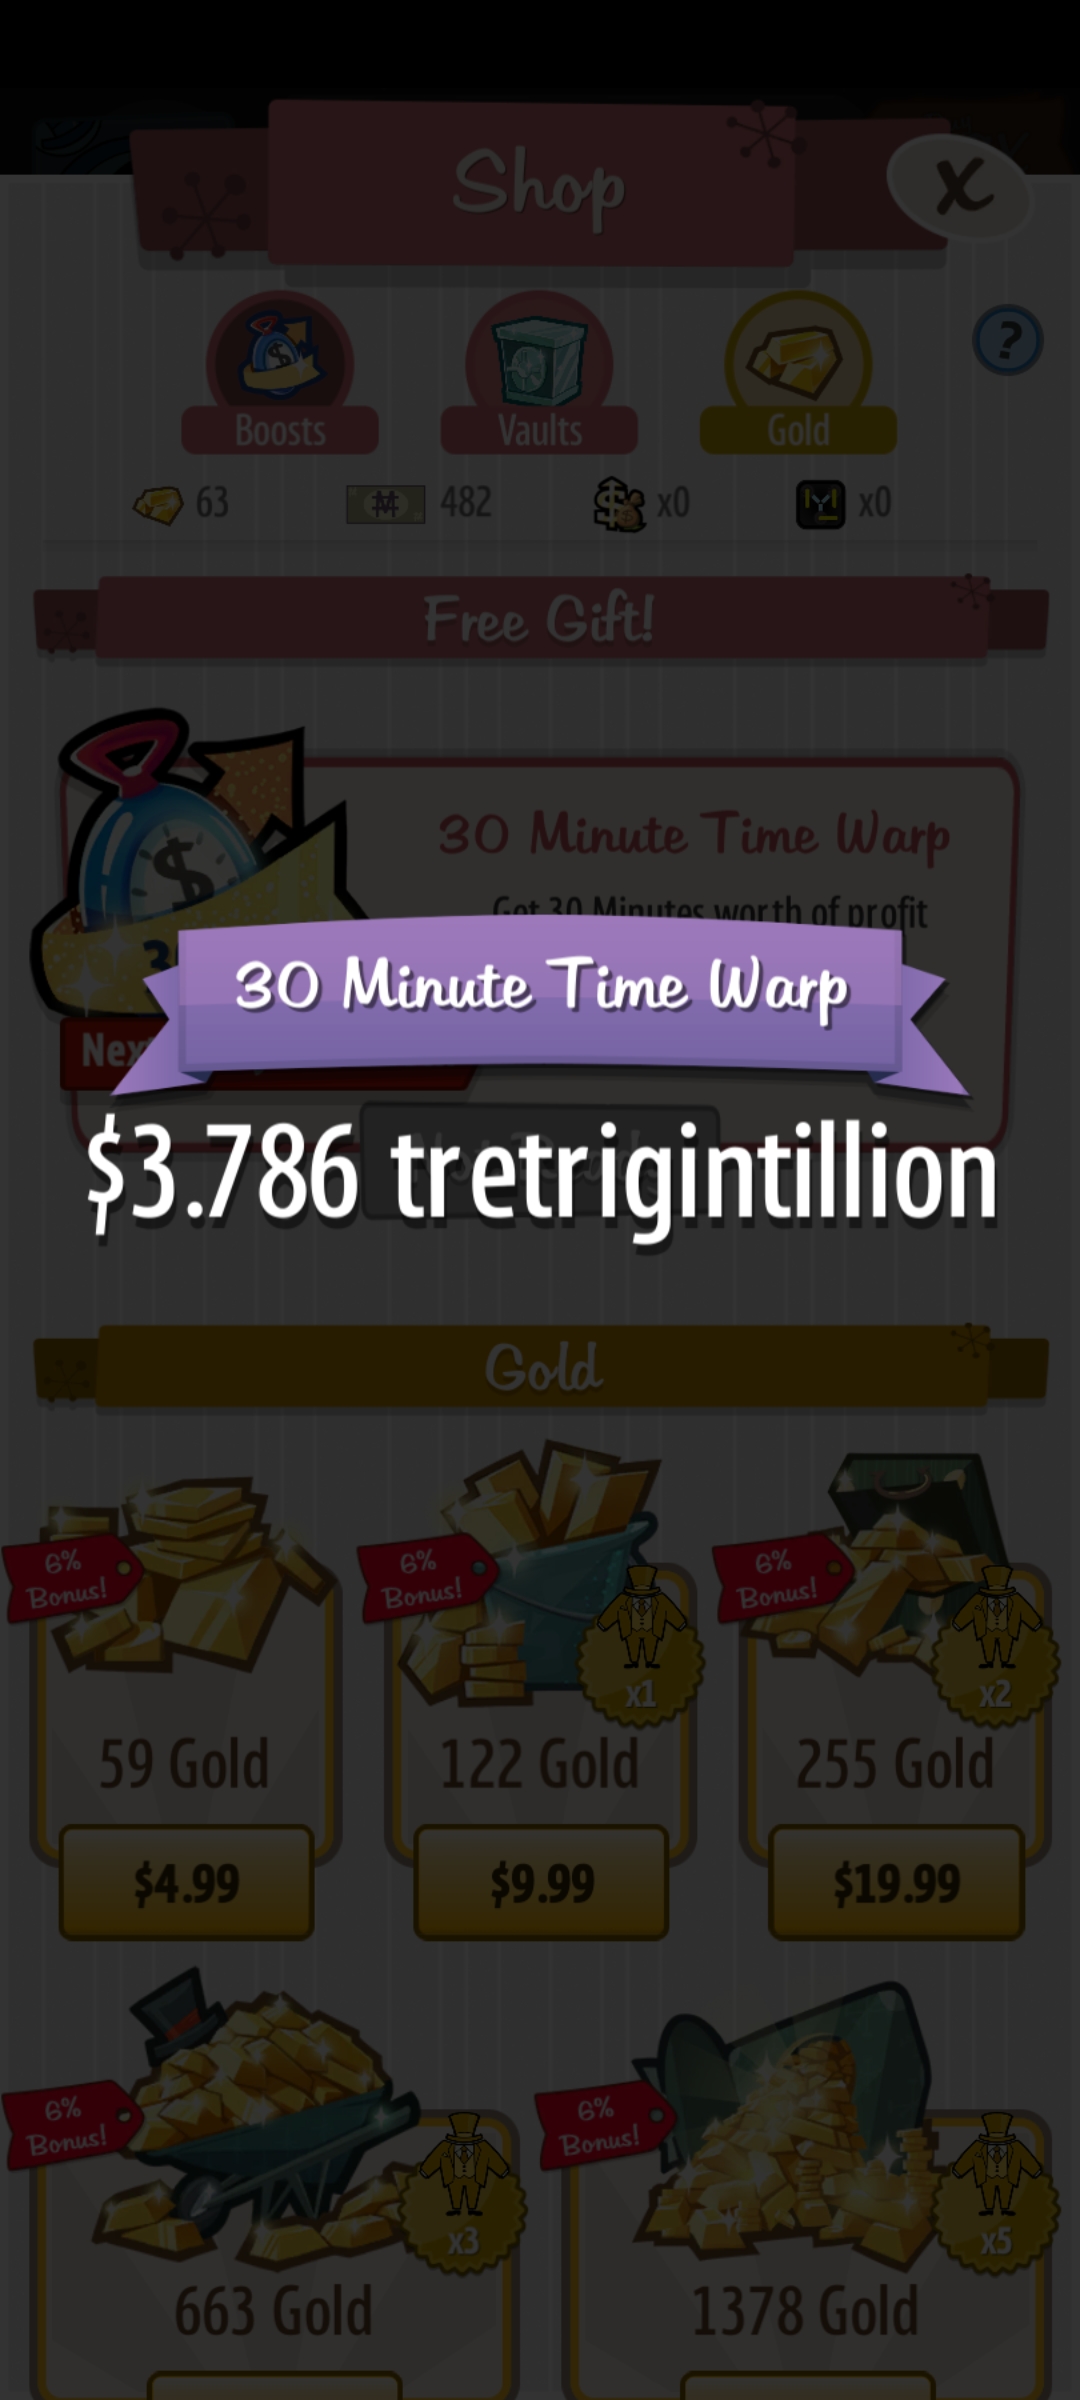 Shop
X
?
Boosts
Vaults
Gold
63
482
x0
x0
Free Gift!
30 Minute Time Warp
Get 30 Minutes worth of profit
30 Minute Time Warp
$3.786 tretrigintillion
Gold
6%
Bonus!
6%
Bonus!
6%
Bonus!
x1
x2
59 Gold
122 Gold
255 Gold
$4.99
$9.99
$19.99
6%
Bonus!
6%
Bonus!
x3
x5
663 Gold
1378 Gold